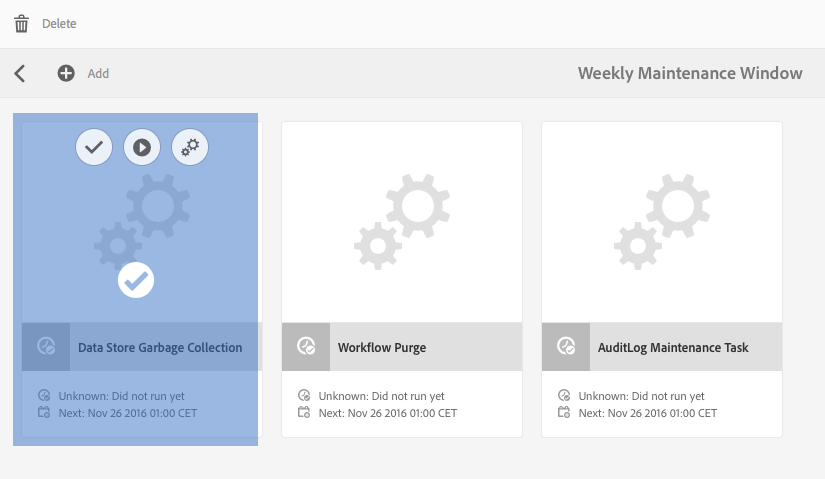 Delete
Add
Weekly Maintenance Window
Data Store Garbage Collection
Unknown: Did not run yet
Next: Nov 26 2016 01:00 CET
Workflow Purge
Unknown: Did not run yet
Next: Nov 26 2016 01:00 CET
AuditLog Maintenance Task
Unknown: Did not run yet
Next: Nov 26 2016 01:00 CET